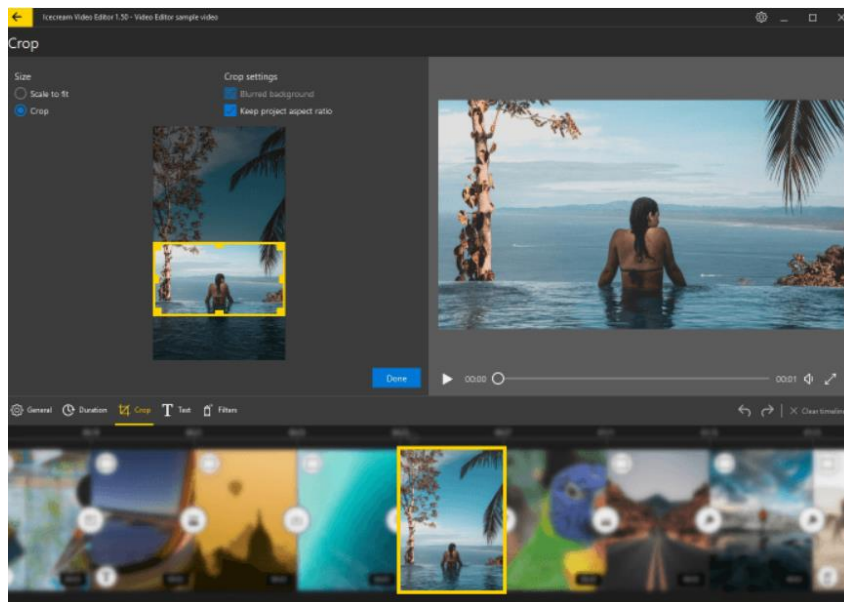 Icecream Video Editor 1.50 - Video Editor sample video
Crop
Size
Crop settings
Scale to fit
Blurred background
Crop
Keep project aspect ratio
Done
00:00
00:01
General
Duration
Crop
Text
Filters
Clear timeline